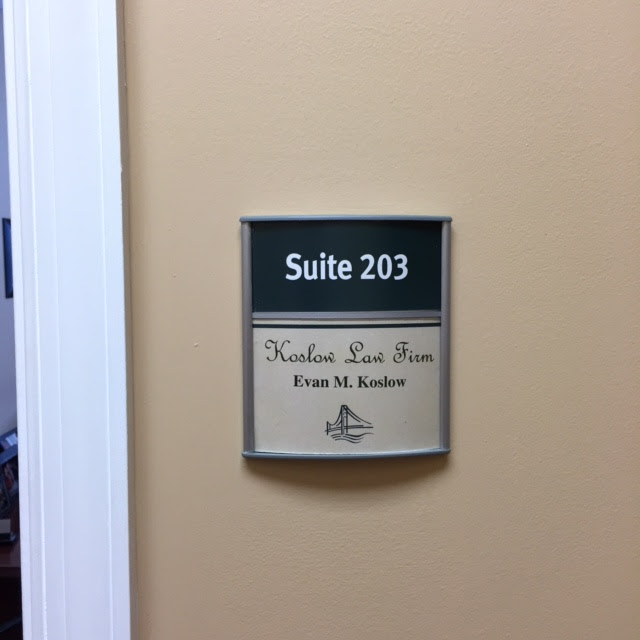 Suite 203
Koslow Law Firm
Evan M. Koslow